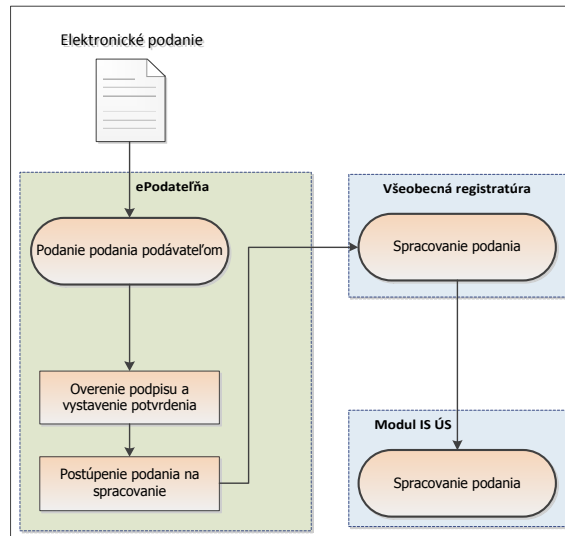 Elektronické podanie
ePodateľňa
Podanie podania podávateľom
Overenie podpisu a
vystavenie potvrdenia
Postúpenie podania na
spracovanie
Všeobecná registratúra
Spracovanie podania
Modul IS ÚS
Spracovanie podania